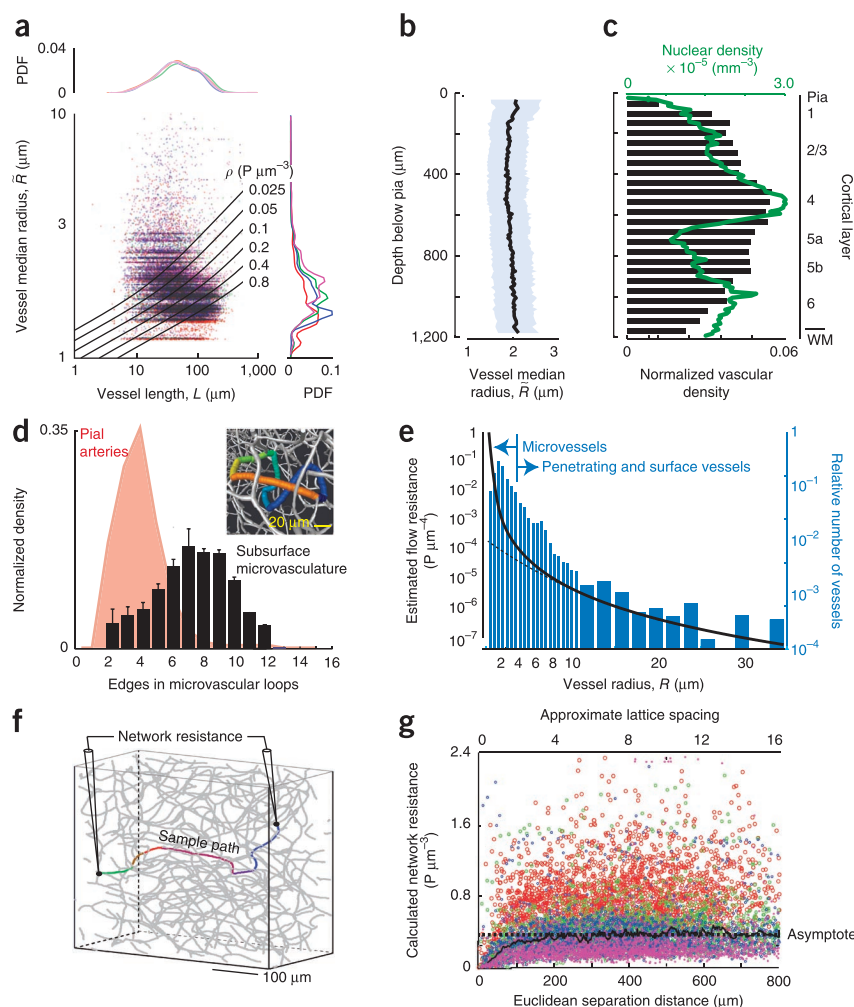 a
0.04
PDF
0
10
Vessel median radius, R̃ (μm)
3
1
ρ (P μm⁻³)
0.025
0.05
0.1
0.2
0.4
0.8
1
10
100
1,000
Vessel length, L (μm)
0
0.1
PDF
b
0
400
800
1,200
Depth below pia (μm)
1
2
3
Vessel median
radius, R̃ (μm)
c
Nuclear density
× 10⁻⁵ (mm⁻³)
0
3.0
Pia
1
2/3
4
5a
5b
6
WM
Cortical layer
0
0.06
Normalized vascular
density
d
0.35
Pial
arteries
20 μm
Subsurface
microvasculature
Normalized density
0
0
2
4
6
8
10
12
14
16
Edges in microvascular loops
e
1
10⁻¹
10⁻²
10⁻³
10⁻⁴
10⁻⁵
10⁻⁶
10⁻⁷
Estimated flow resistance
(P μm⁻⁴)
Microvessels
Penetrating and surface vessels
1
10⁻¹
10⁻²
10⁻³
10⁻⁴
Relative number of vessels
2
4
6
8
10
20
30
Vessel radius, R (μm)
f
Network resistance
Sample path
100 μm
g
Approximate lattice spacing
0
4
8
12
16
2.4
1.6
0.8
0
Calculated network resistance
(P μm⁻³)
Asymptote
0
200
400
600
800
Euclidean separation distance (μm)